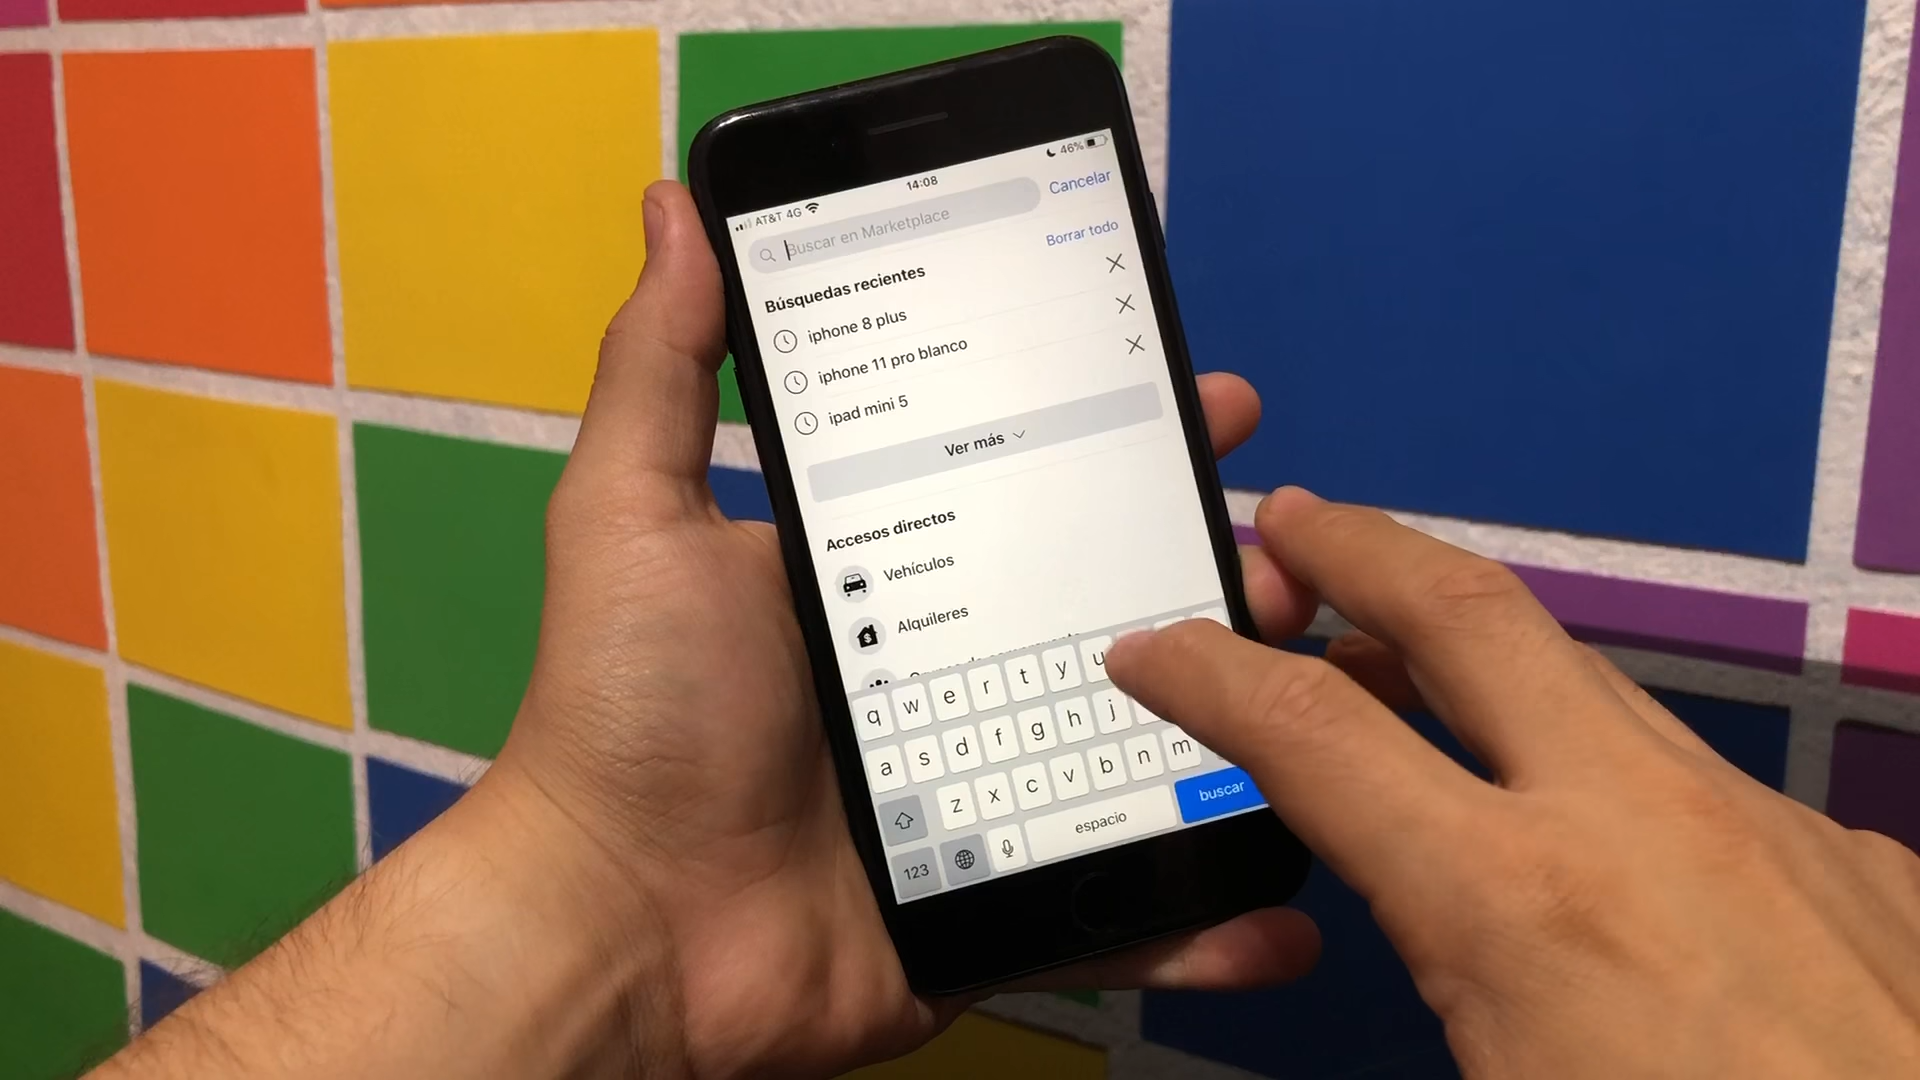 AT&T 4G
14:08
46%
Buscar en Marketplace
Cancelar
Búsquedas recientes
Borrar todo
iphone 8 plus
iphone 11 pro blanco
ipad mini 5
Ver más
Accesos directos
Vehículos
Alquileres
q w e r t y u
a s d f g h j
z x c v b n m
123
espacio
buscar